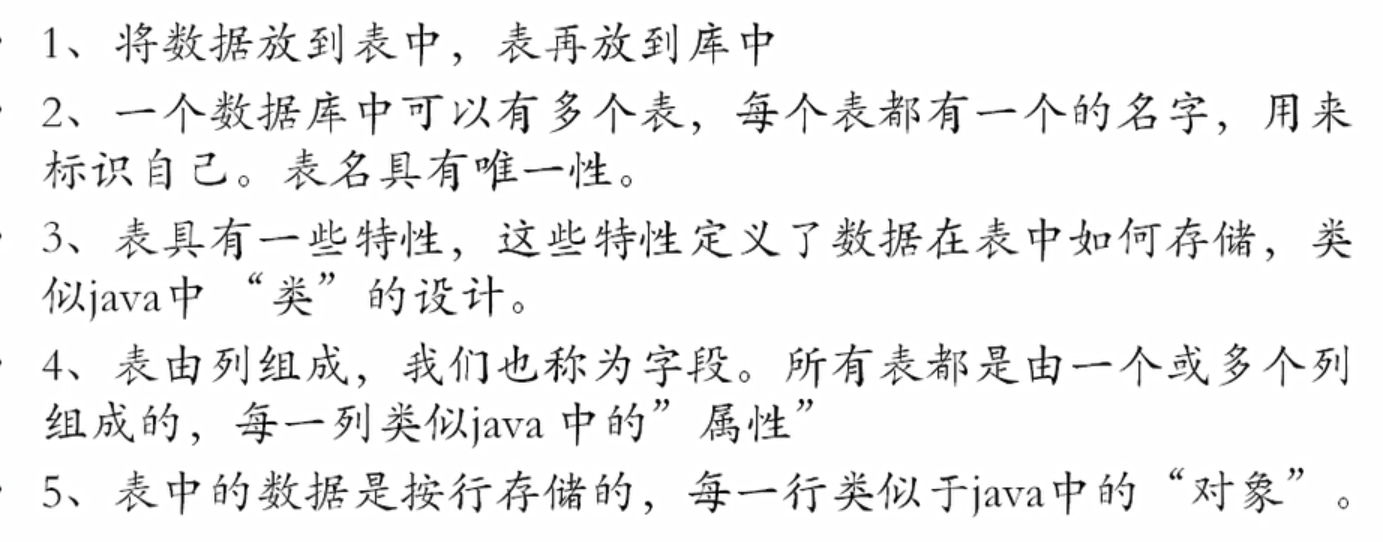 1、将数据放到表中，表再放到库中
2、一个数据库中可以有多个表，每个表都有一个的名字，用来
标识自己。表名具有唯一性。
3、表具有一些特性，这些特性定义了数据在表中如何存储，类
似java中 “类”的设计。
4、表由列组成，我们也称为字段。所有表都是由一个或多个列
组成的，每一列类似java 中的”属性”
5、表中的数据是按行存储的，每一行类似于java中的“对象”。